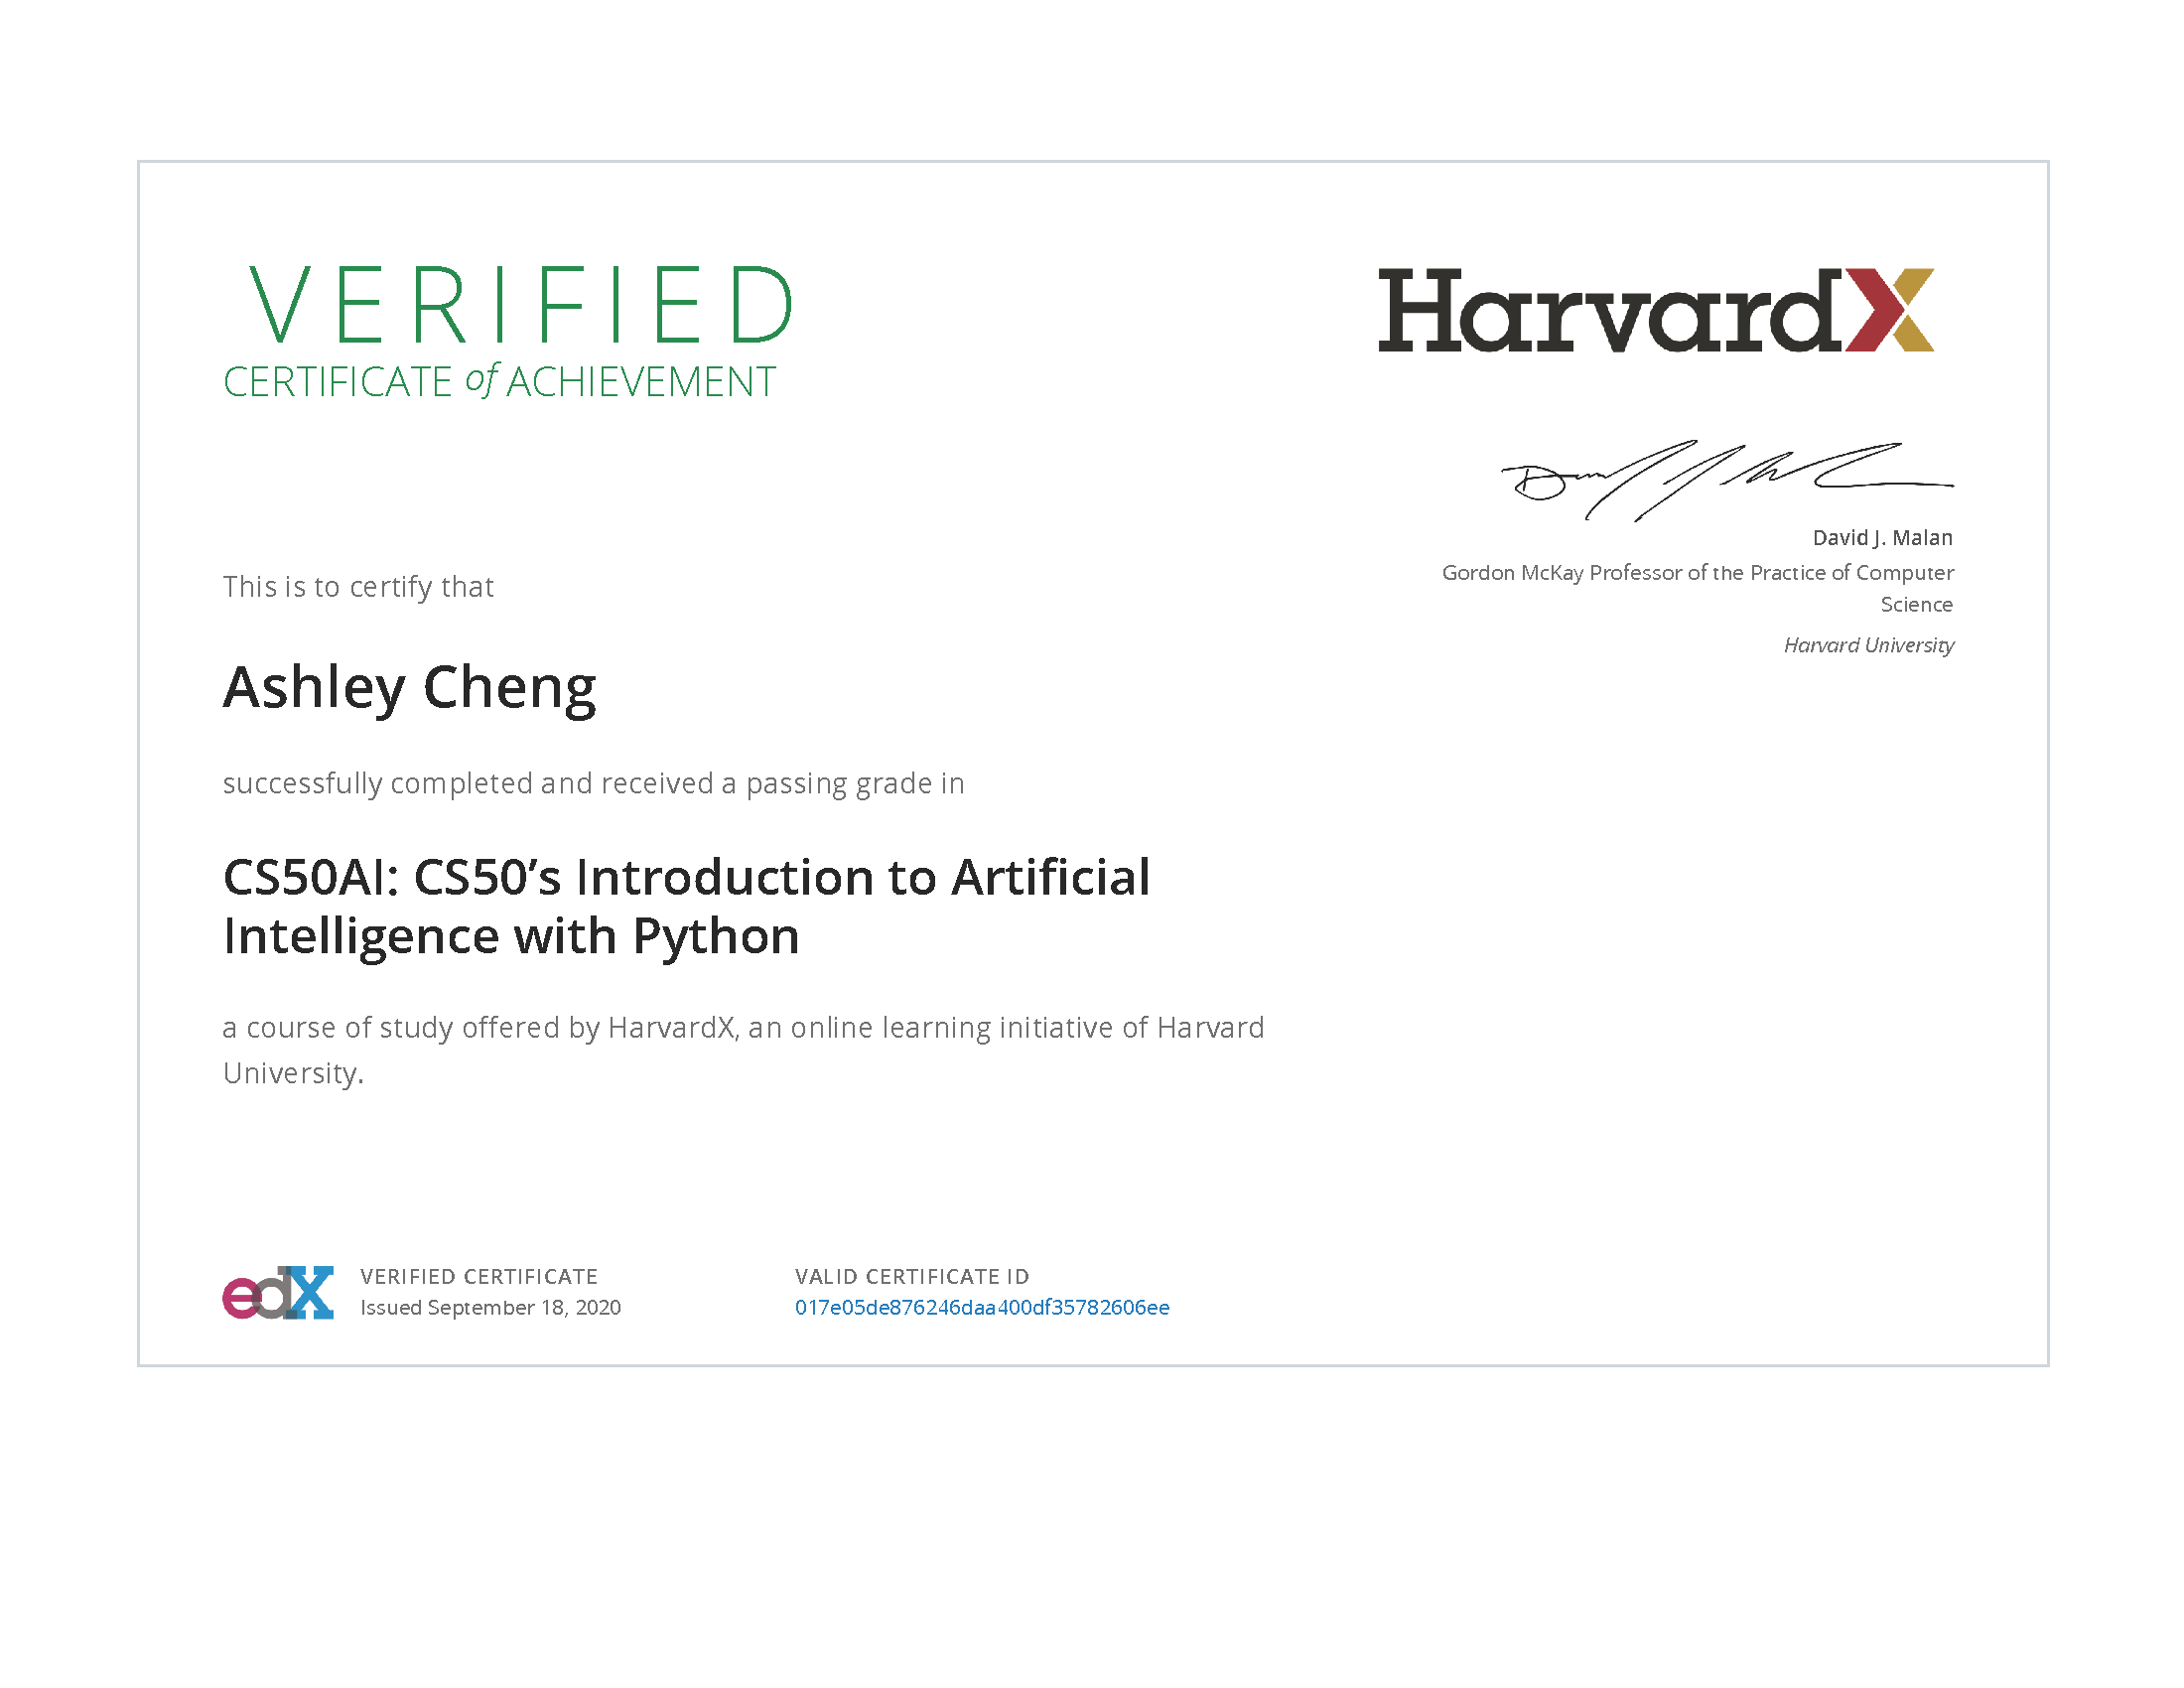 VERIFIED
CERTIFICATE of ACHIEVEMENT
HarvardX
David J. Malan
Gordon McKay Professor of the Practice of Computer
Science
Harvard University
This is to certify that
Ashley Cheng
successfully completed and received a passing grade in
CS50AI: CS50’s Introduction to Artificial
Intelligence with Python
a course of study offered by HarvardX, an online learning initiative of Harvard
University.
edX
VERIFIED CERTIFICATE
Issued September 18, 2020
VALID CERTIFICATE ID
017e05de876246daa400df35782606ee